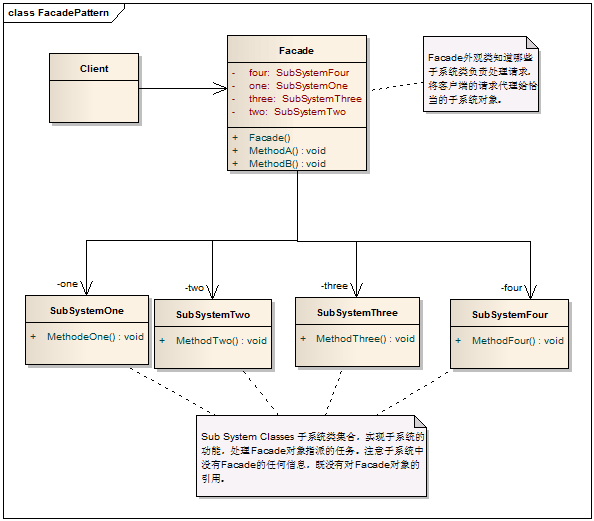 class FacadePattern
Client
Facade
- four: SubSystemFour
- one: SubSystemOne
- three: SubSystemThree
- two: SubSystemTwo
+ Facade()
+ MethodA() : void
+ MethodB() : void
Facade外观类知道哪些
子系统类负责处理请求,
将客户端的请求代理给恰
当的子系统对象。
-one
-two
-three
-four
SubSystemOne
+ MethodeOne() : void
SubSystemTwo
+ MethodTwo() : void
SubSystemThree
+ MethodThree() : void
SubSystemFour
+ MethodFour() : void
Sub System Classes 子系统类集合，实现子系统的
功能，处理Facade对象指派的任务。注意子系统中
没有Facade的任何信息，既没有对Facade对象的
引用。